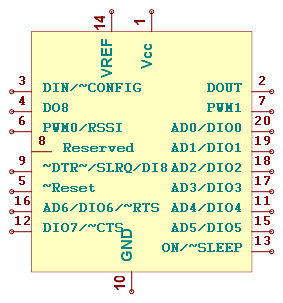 14 1
VREF Vcc
3 DIN/~CONFIG DOUT 2
4 DO8 PWM1 7
6 PWM0/RSSI AD0/DIO0 20
8 Reserved AD1/DIO1 19
9 ~DTR~/SLRQ/DI8 AD2/DIO2 18
5 ~Reset AD3/DIO3 17
16 AD6/DIO6/~RTS AD4/DIO4 11
12 DIO7/~CTS AD5/DIO5 15
ON/~SLEEP 13
GND
10